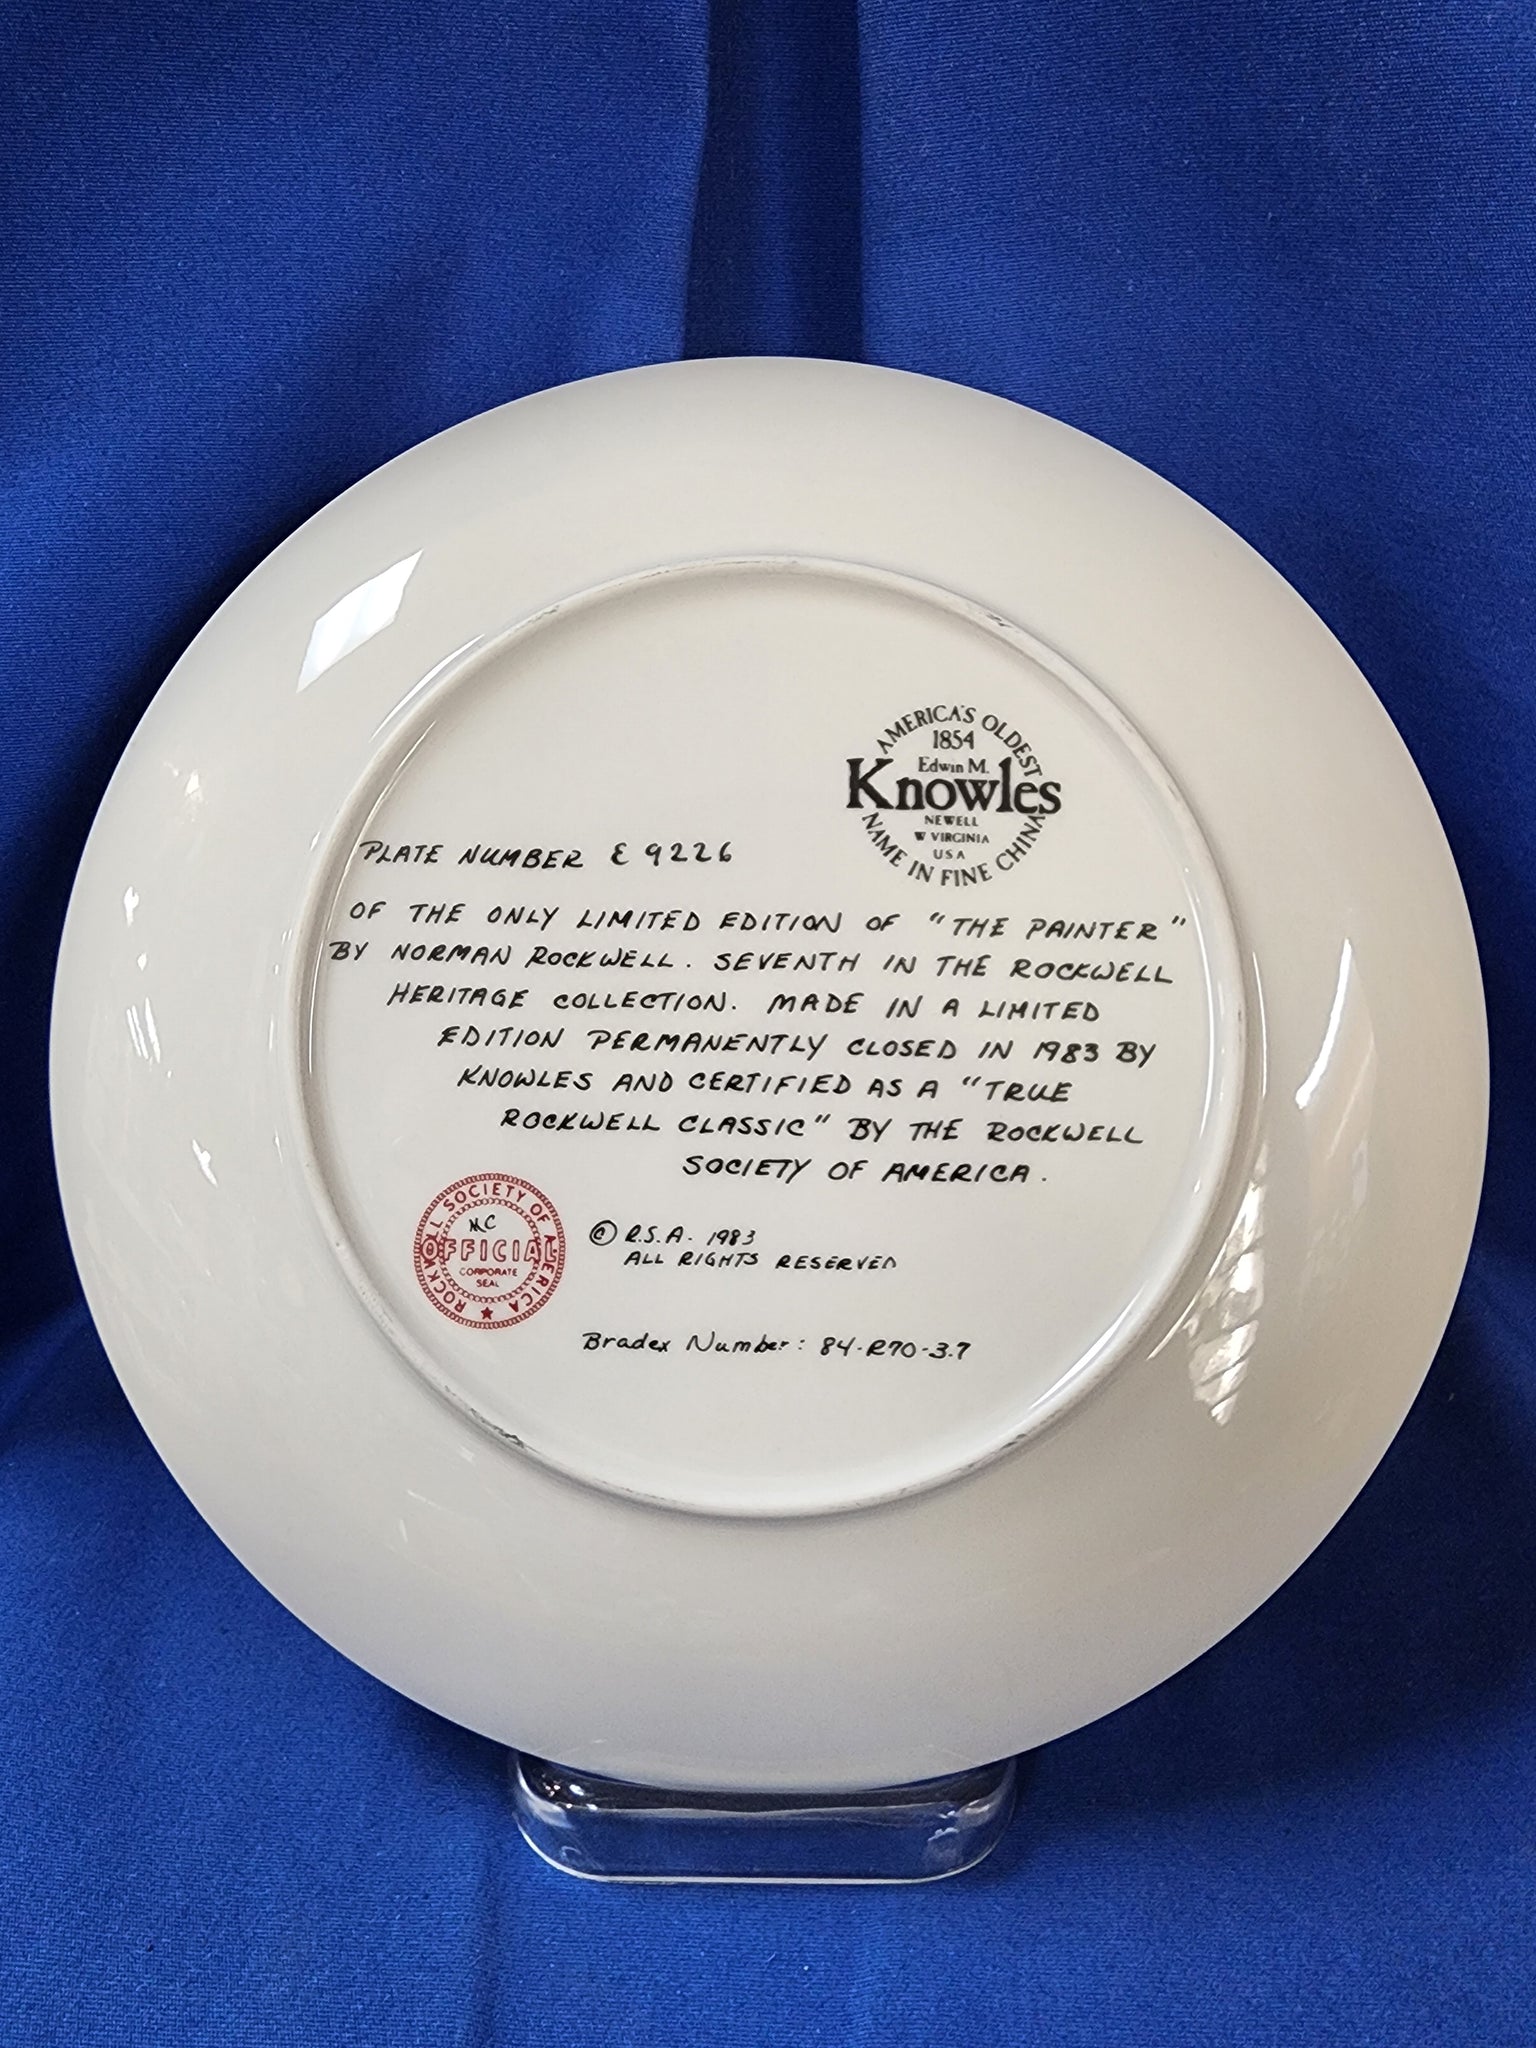 AMERICA'S OLDEST
1854
Edwin M.
Knowles
NEWELL
W VIRGINIA
USA
NAME IN FINE CHINA
PLATE NUMBER E 9226
OF THE ONLY LIMITED EDITION OF "THE PAINTER"
BY NORMAN ROCKWELL. SEVENTH IN THE ROCKWELL
HERITAGE COLLECTION. MADE IN A LIMITED
EDITION PERMANENTLY CLOSED IN 1983 BY
KNOWLES AND CERTIFIED AS A "TRUE
ROCKWELL CLASSIC" BY THE ROCKWELL
SOCIETY OF AMERICA.
ROCKWELL SOCIETY OF AMERICA
MC
OFFICIAL
CORPORATE
SEAL
© R.S.A. 1983
ALL RIGHTS RESERVED
Bradex Number: 84-R70-3.7